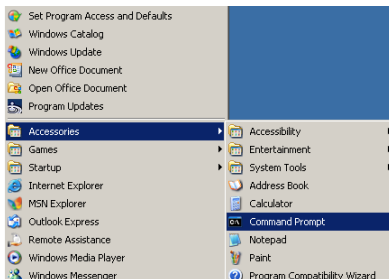 Set Program Access and Defaults
Windows Catalog
Windows Update
New Office Document
Open Office Document
Program Updates
Accessories
Games
Startup
Internet Explorer
MSN Explorer
Outlook Express
Remote Assistance
Windows Media Player
Windows Messenger
Accessibility
Entertainment
System Tools
Address Book
Calculator
Command Prompt
Notepad
Paint
Program Compatibility Wizard